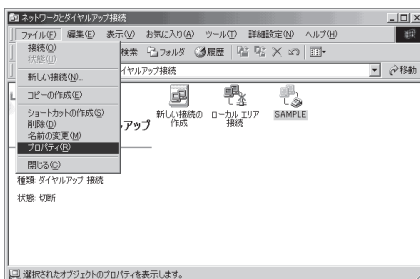 ネットワークとダイヤルアップ接続
ファイル(F) 編集(E) 表示(V) お気に入り(A) ツール(T) 詳細設定(N) ヘルプ(H)
接続(O)
状態(U)
新しい接続(N)...
コピーの作成(E)
ショートカットの作成(S)
削除(D)
名前の変更(M)
プロパティ(R)
閉じる(C)
検索 フォルダ 履歴
イヤルアップ接続
移動
アップ
新しい接続の作成
ローカル エリア接続
SAMPLE
種類: ダイヤルアップ 接続
状態: 切断
選択されたオブジェクトのプロパティを表示します。